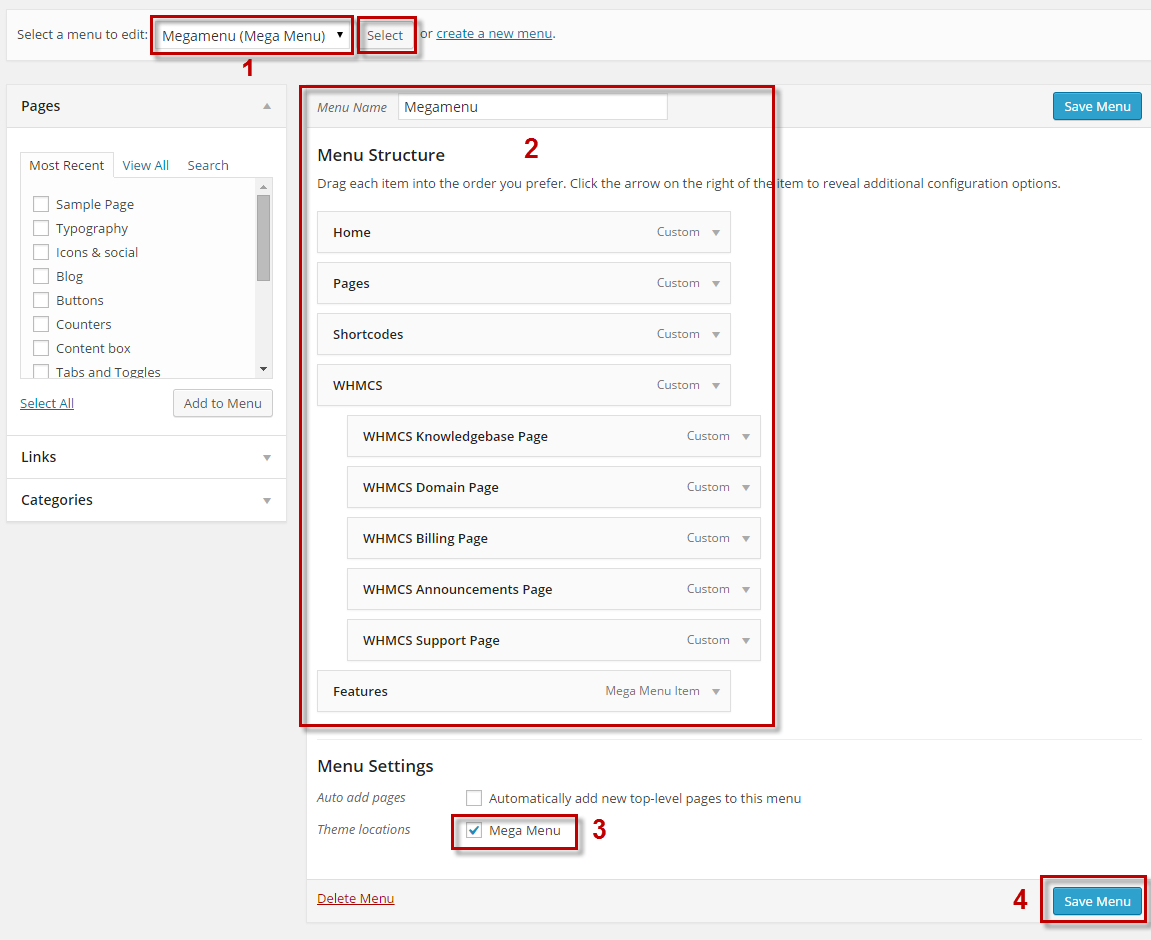 Select a menu to edit: Megamenu (Mega Menu) Select or create a new menu.
1
Pages
Most Recent View All Search
Sample Page
Typography
Icons & social
Blog
Buttons
Counters
Content box
Tabs and Toggles
Select All Add to Menu
Links
Categories
Menu Name Megamenu Save Menu
2
Menu Structure
Drag each item into the order you prefer. Click the arrow on the right of the item to reveal additional configuration options.
Home Custom
Pages Custom
Shortcodes Custom
WHMCS Custom
WHMCS Knowledgebase Page Custom
WHMCS Domain Page Custom
WHMCS Billing Page Custom
WHMCS Announcements Page Custom
WHMCS Support Page Custom
Features Mega Menu Item
Menu Settings
Auto add pages Automatically add new top-level pages to this menu
Theme locations Mega Menu 3
Delete Menu 4 Save Menu